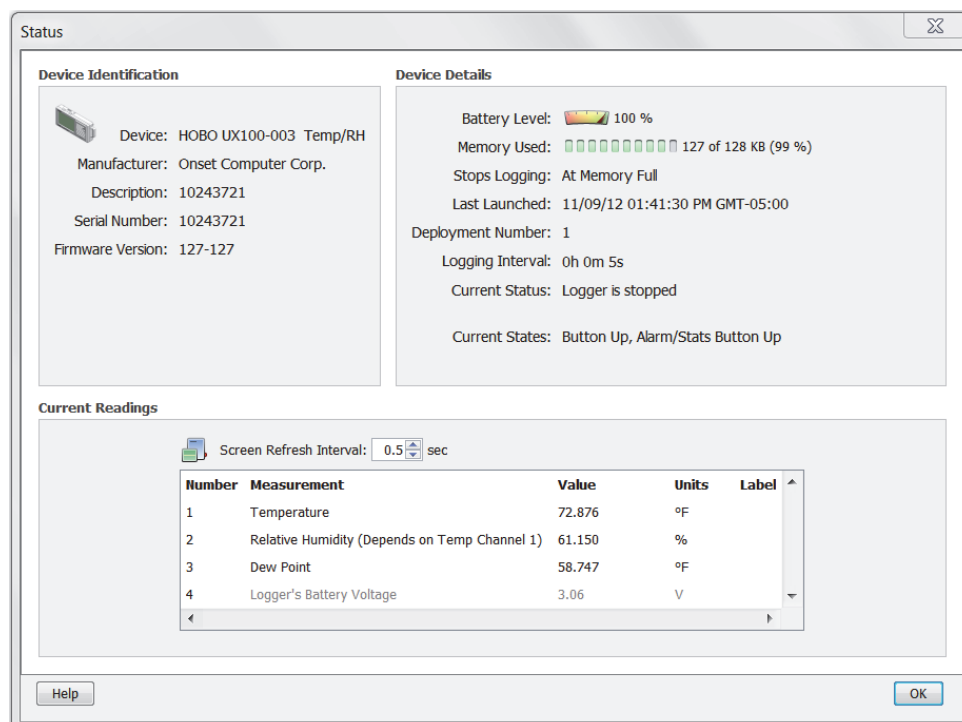 Status
Device Identification
Device: HOBO UX100-003 Temp/RH
Manufacturer: Onset Computer Corp.
Description: 10243721
Serial Number: 10243721
Firmware Version: 127-127
Device Details
Battery Level: 100 %
Memory Used: 127 of 128 KB (99 %)
Stops Logging: At Memory Full
Last Launched: 11/09/12 01:41:30 PM GMT-05:00
Deployment Number: 1
Logging Interval: 0h 0m 5s
Current Status: Logger is stopped
Current States: Button Up, Alarm/Stats Button Up
Current Readings
Screen Refresh Interval: 0.5 sec
Number Measurement Value Units Label
1 Temperature 72.876 ºF
2 Relative Humidity (Depends on Temp Channel 1) 61.150 %
3 Dew Point 58.747 ºF
4 Logger's Battery Voltage 3.06 V
Help OK